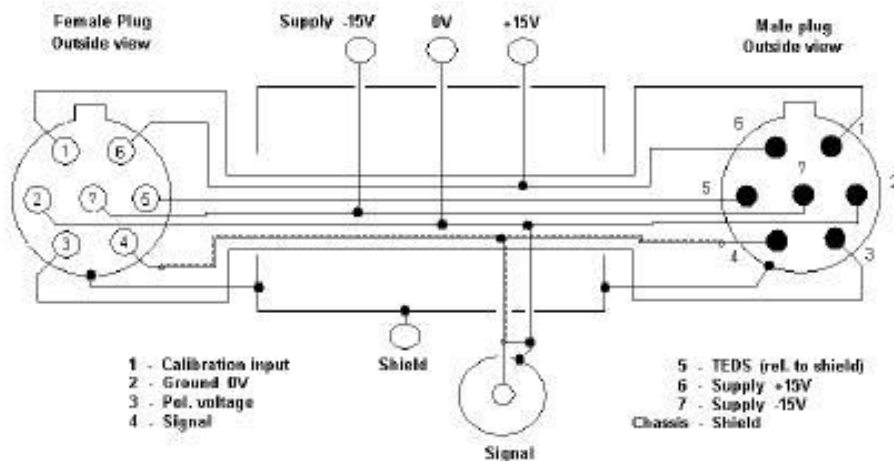 Female Plug
Outside view
Supply -15V
0V
+15V
Male plug
Outside view
1
6
2
7
5
3
4
6
1
7
5
2
4
3
Shield
Signal
1 - Calibration input
2 - Ground 0V
3 - Pol. voltage
4 - Signal
5 - TEDS (rel. to shield)
6 - Supply +15V
7 - Supply -15V
Chassis - Shield